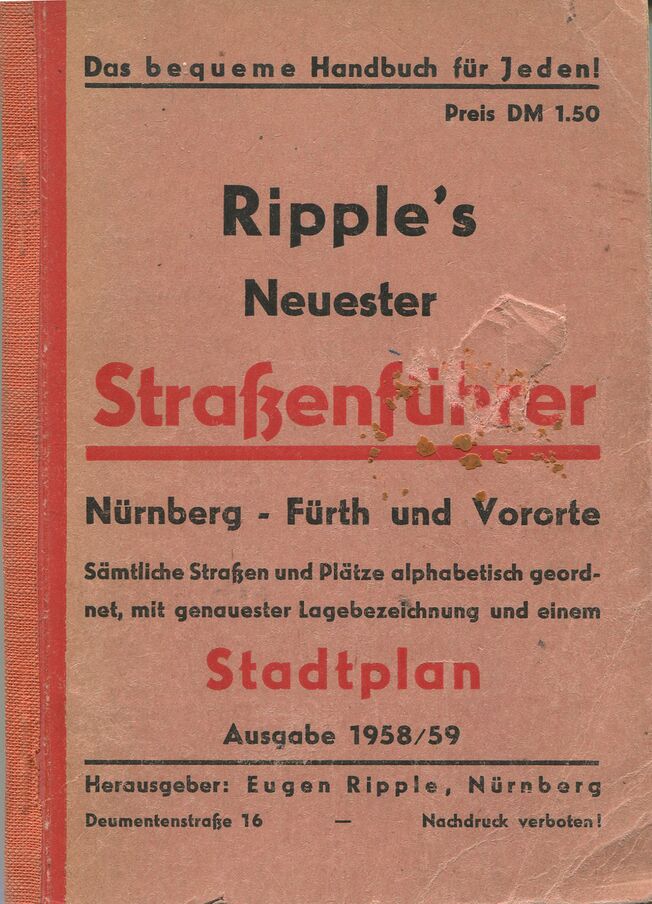 Das bequeme Handbuch für Jeden!
Preis DM 1.50
Ripple's
Neuester
Straßenführer
Nürnberg - Fürth und Vororte
Sämtliche Straßen und Plätze alphabetisch geord-
net, mit genauester Lagebezeichnung und einem
Stadtplan
Ausgabe 1958/59
Herausgeber: Eugen Ripple, Nürnberg
Deumentenstraße 16 — Nachdruck verboten!